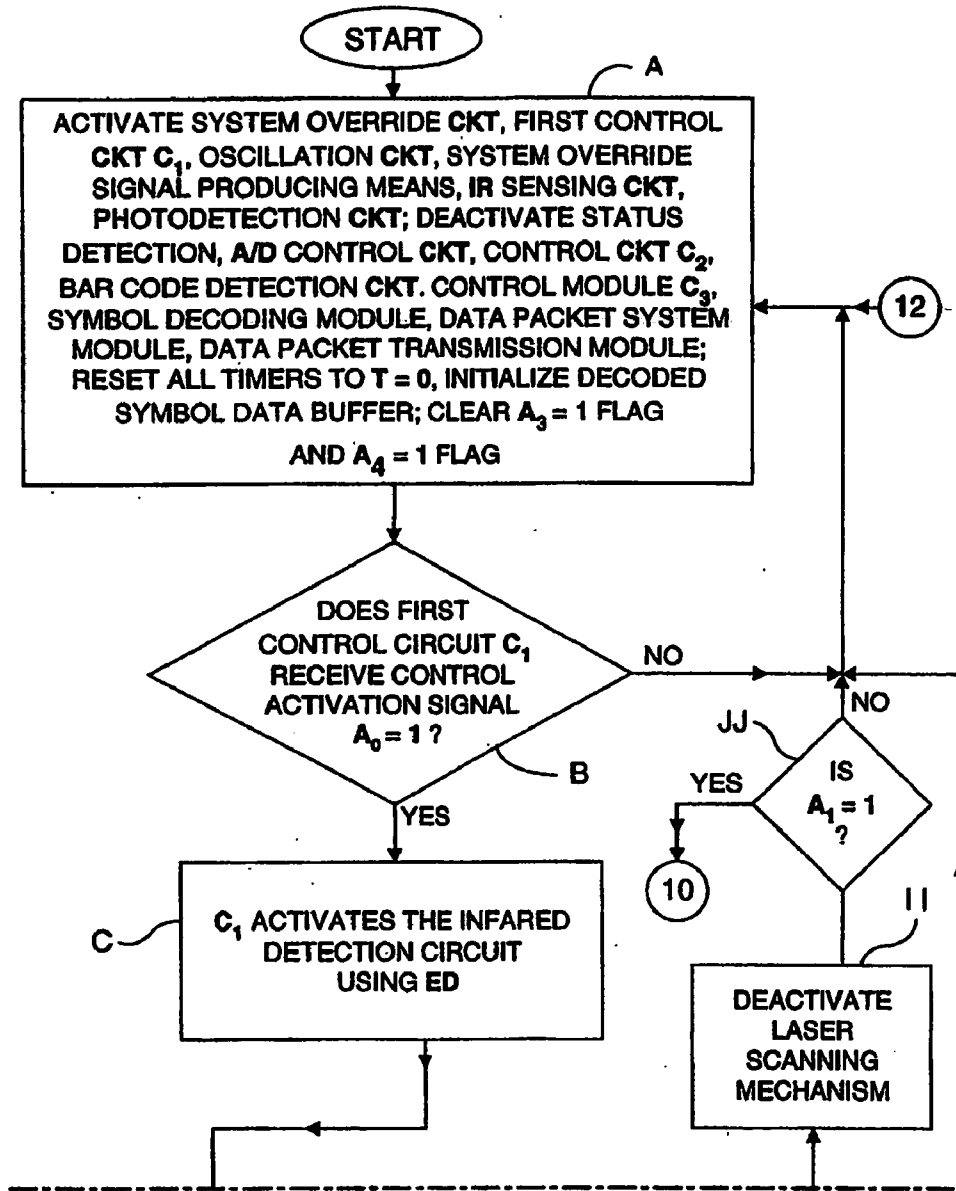 START
A
ACTIVATE SYSTEM OVERRIDE CKT, FIRST CONTROL
CKT C₁, OSCILLATION CKT, SYSTEM OVERRIDE
SIGNAL PRODUCING MEANS, IR SENSING CKT,
PHOTODETECTION CKT; DEACTIVATE STATUS
DETECTION, A/D CONTROL CKT, CONTROL CKT C₂,
BAR CODE DETECTION CKT. CONTROL MODULE C₃,
SYMBOL DECODING MODULE, DATA PACKET SYSTEM
MODULE, DATA PACKET TRANSMISSION MODULE;
RESET ALL TIMERS TO T = 0, INITIALIZE DECODED
SYMBOL DATA BUFFER; CLEAR A₃ = 1 FLAG
AND A₄ = 1 FLAG
12
DOES FIRST
CONTROL CIRCUIT C₁
RECEIVE CONTROL
ACTIVATION SIGNAL
A₀ = 1 ?
NO
B
YES
NO
JJ
IS
A₁ = 1
?
YES
10
C
C₁ ACTIVATES THE INFARED
DETECTION CIRCUIT
USING ED
II
DEACTIVATE
LASER
SCANNING
MECHANISM